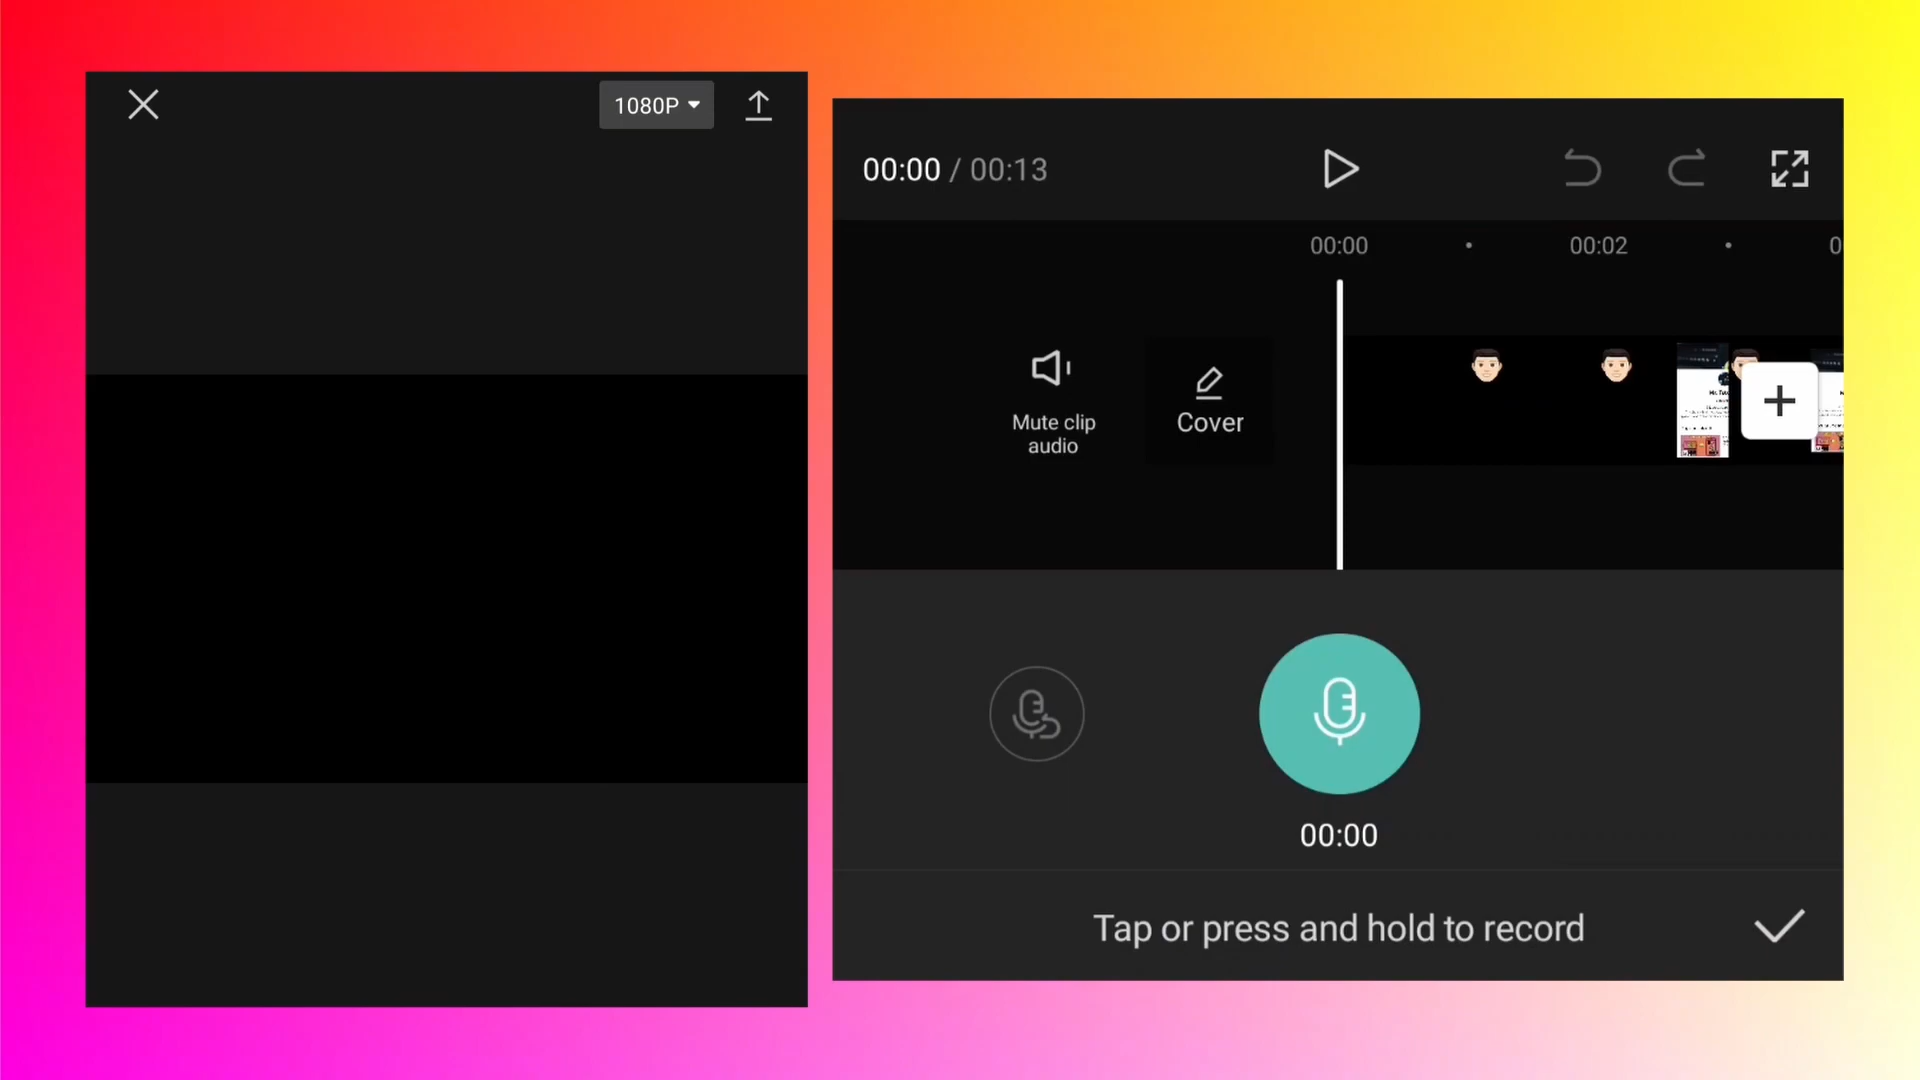 1080P
00:00 / 00:13
00:00 00:02 0
Mute clip
audio
Cover
00:00
Tap or press and hold to record